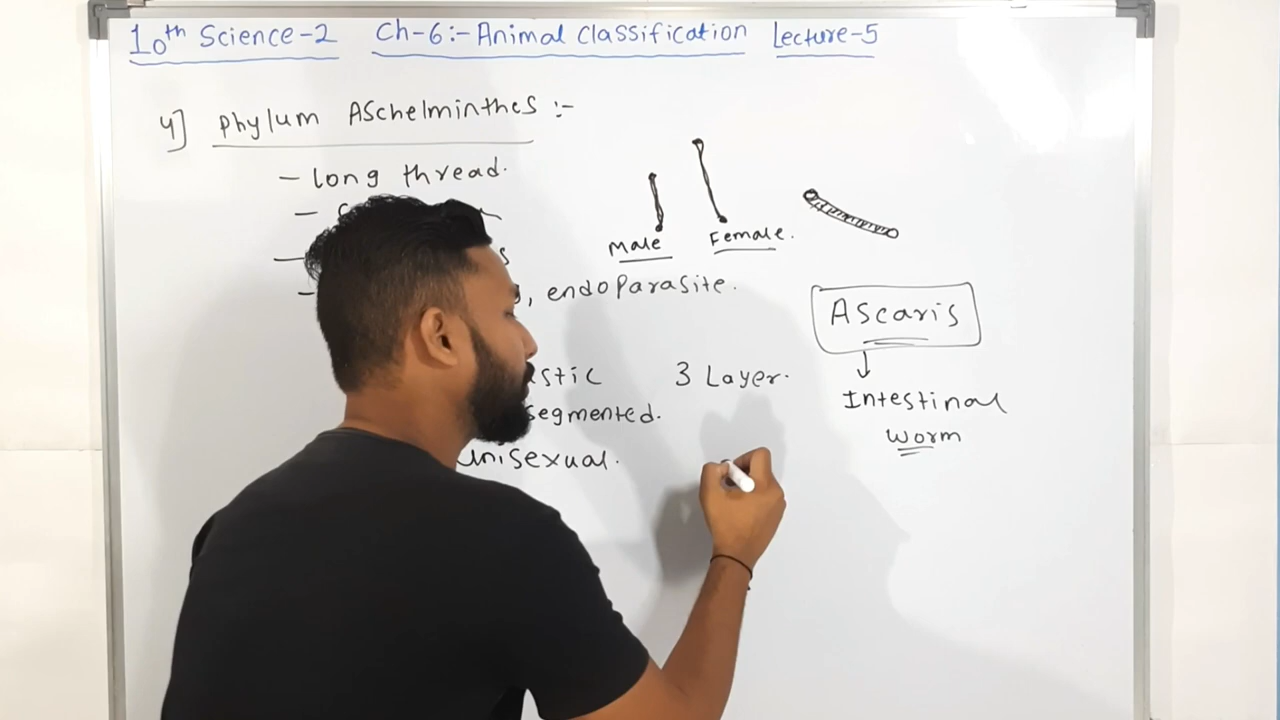 10th Science-2 Ch-6:- Animal Classification Lecture-5
4] Phylum Aschelminthes :-
- long thread.
Male Female.
, endoparasite.
Ascaris
3 Layer.
segmented.
Intestinal
worm
unisexual.